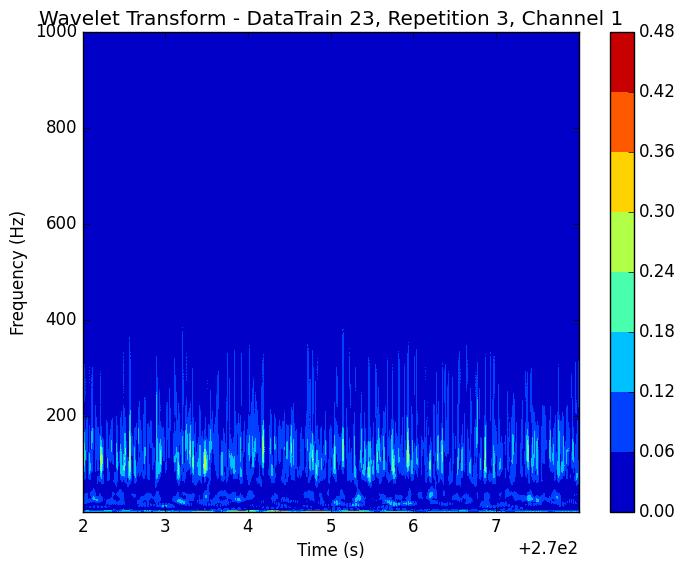 Wavelet Transform - DataTrain 23, Repetition 3, Channel 1
1000
800
600
400
200
Frequency (Hz)
2 3 4 5 6 7
+2.7e2
Time (s)
0.48
0.42
0.36
0.30
0.24
0.18
0.12
0.06
0.00